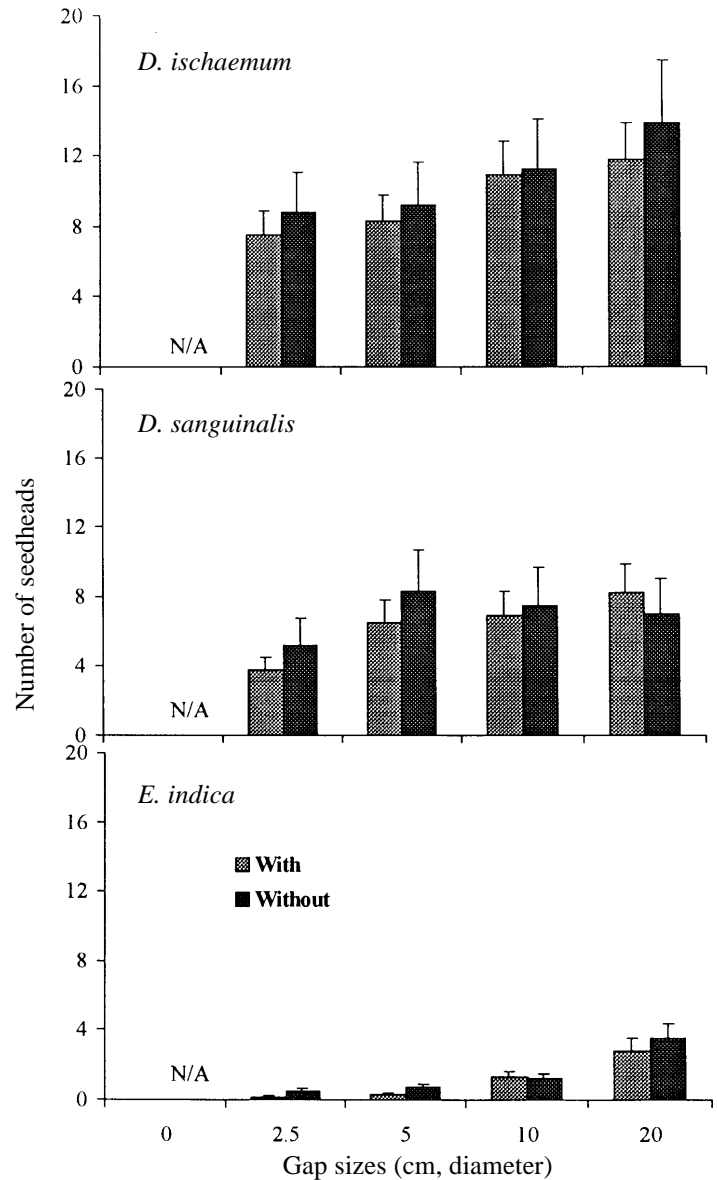 20
D. ischaemum
16
12
8
4
N/A
0
20
D. sanguinalis
16
12
8
4
N/A
0
Number of seedheads
20
E. indica
16
With
12
Without
8
4
N/A
0
0 2.5 5 10 20
Gap sizes (cm, diameter)